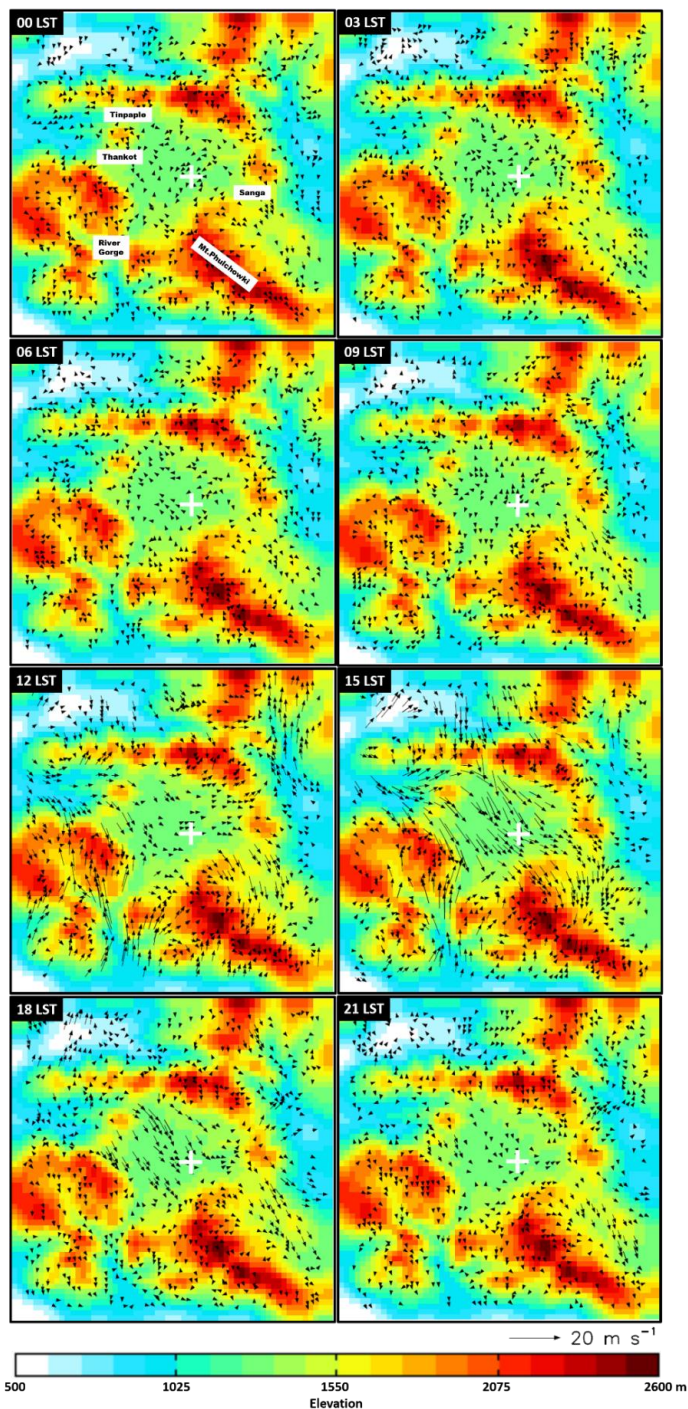 00 LST
03 LST
Tinpaple
Thankot
Sanga
River
Gorge
Mt.Phulchowki
06 LST
09 LST
12 LST
15 LST
18 LST
21 LST
20 m s⁻¹
500 1025 1550 2075 2600 m
Elevation